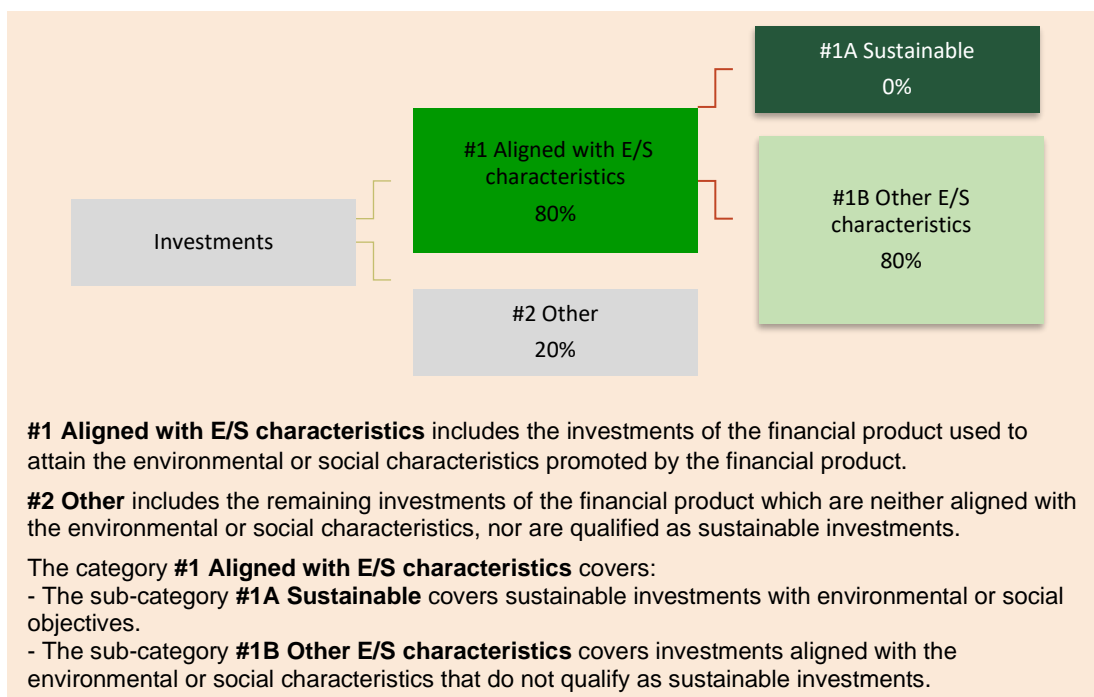 #1A Sustainable
0%
#1 Aligned with E/S
characteristics
80%
#1B Other E/S
characteristics
80%
Investments
#2 Other
20%
#1 Aligned with E/S characteristics includes the investments of the financial product used to
attain the environmental or social characteristics promoted by the financial product.
#2 Other includes the remaining investments of the financial product which are neither aligned with
the environmental or social characteristics, nor are qualified as sustainable investments.
The category #1 Aligned with E/S characteristics covers:
- The sub-category #1A Sustainable covers sustainable investments with environmental or social
objectives.
- The sub-category #1B Other E/S characteristics covers investments aligned with the
environmental or social characteristics that do not qualify as sustainable investments.